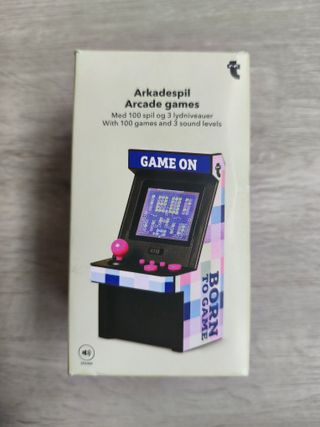 Arkadespil
Arcade games
Med 100 spil og 3 lydniveauer
With 100 games and 3 sound levels
GAME ON
BORN
TO GAME